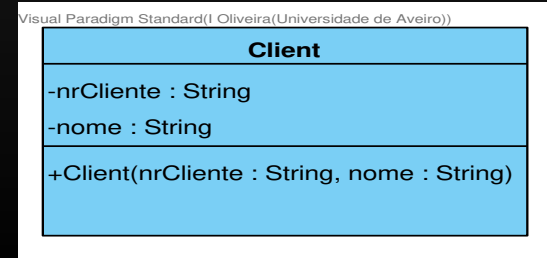 Visual Paradigm Standard(I Oliveira(Universidade de Aveiro))
Client
-nrCliente : String
-nome : String
+Client(nrCliente : String, nome : String)